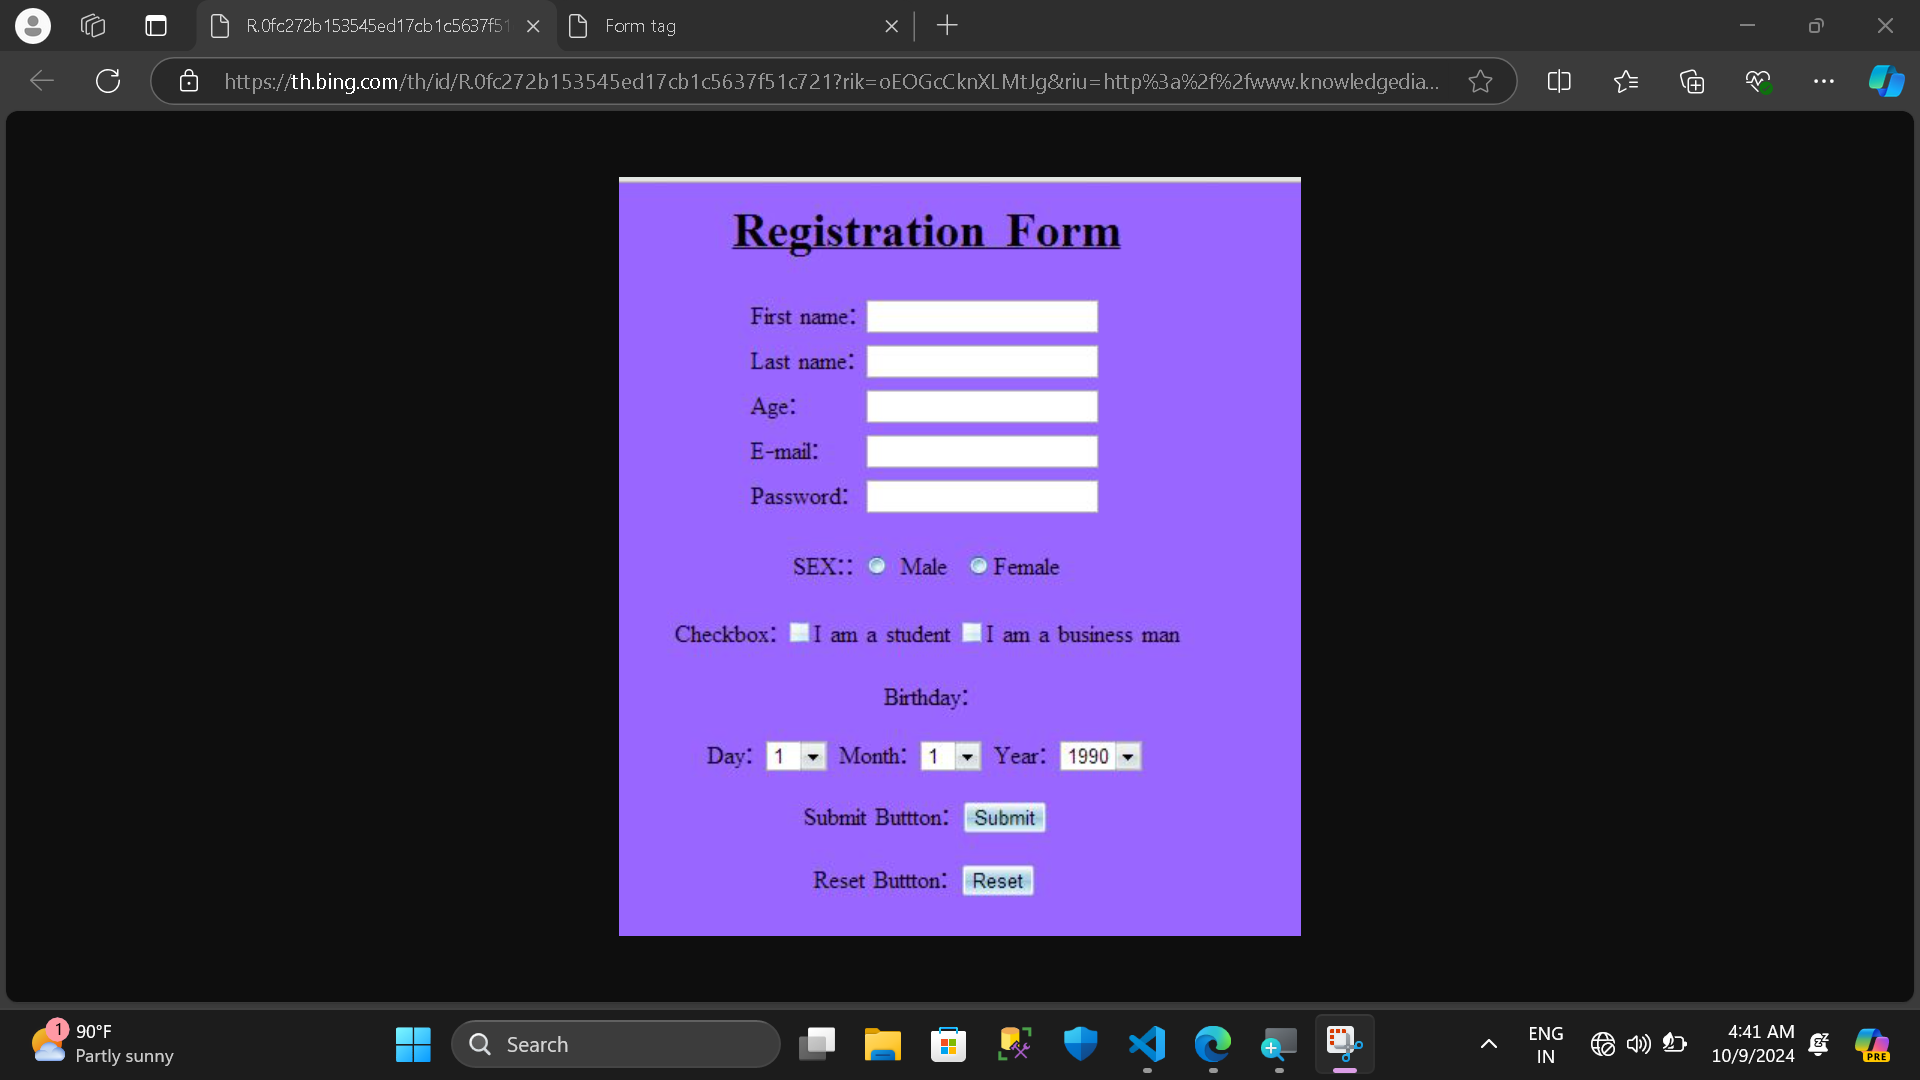 R.0fc272b153545ed17cb1c5637f51
Form tag
https://th.bing.com/th/id/R.0fc272b153545ed17cb1c5637f51c721?rik=oEOGcCknXLMtJg&riu=http%3a%2f%2fwww.knowledgedia...
Registration Form
First name:
Last name:
Age:
E-mail:
Password:
SEX:: Male Female
Checkbox: I am a student I am a business man
Birthday:
Day: 1 Month: 1 Year: 1990
Submit Buttton: Submit
Reset Buttton: Reset
1 90°F
Partly sunny
Search
ENG
IN
4:41 AM
10/9/2024
PRE